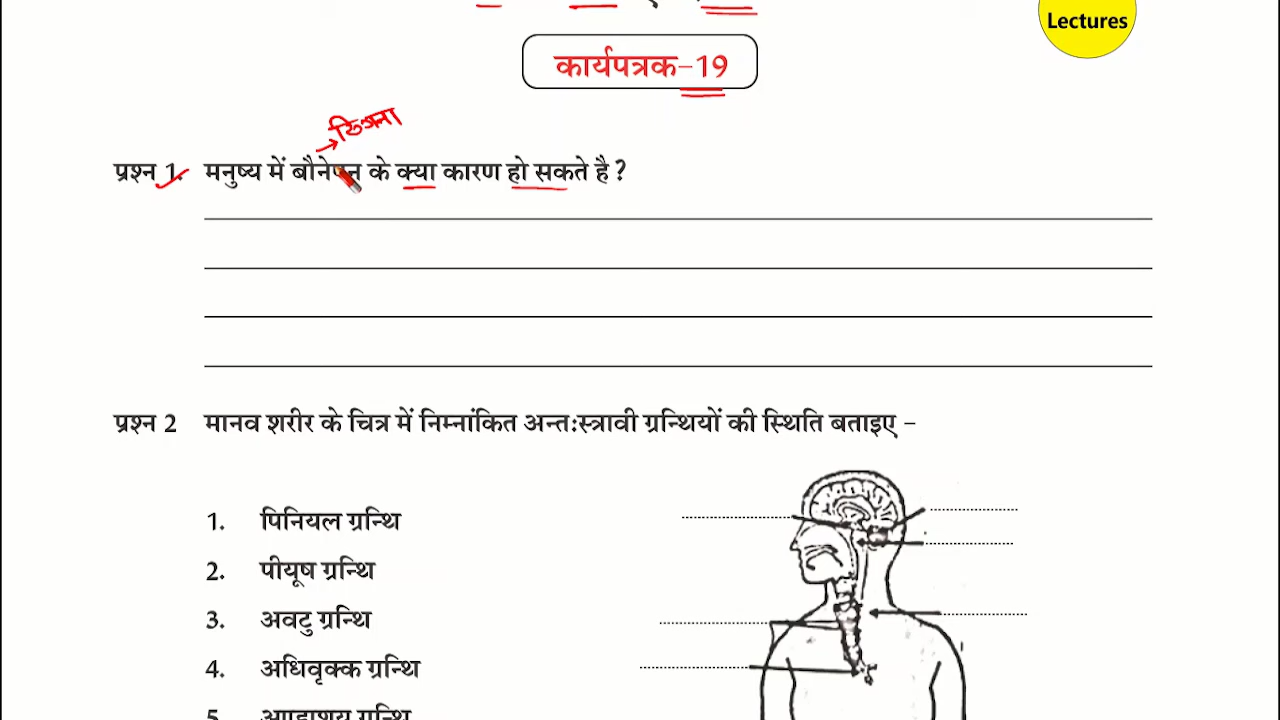 Lectures
कार्यपत्रक-19
ठिगना
प्रश्न 1. मनुष्य में बौनेपन के क्या कारण हो सकते है ?
प्रश्न 2 मानव शरीर के चित्र में निम्नांकित अन्त:स्त्रावी ग्रन्थियों की स्थिति बताइए -
1. पिनियल ग्रन्थि
2. पीयूष ग्रन्थि
3. अवटु ग्रन्थि
4. अधिवृक्क ग्रन्थि
5.